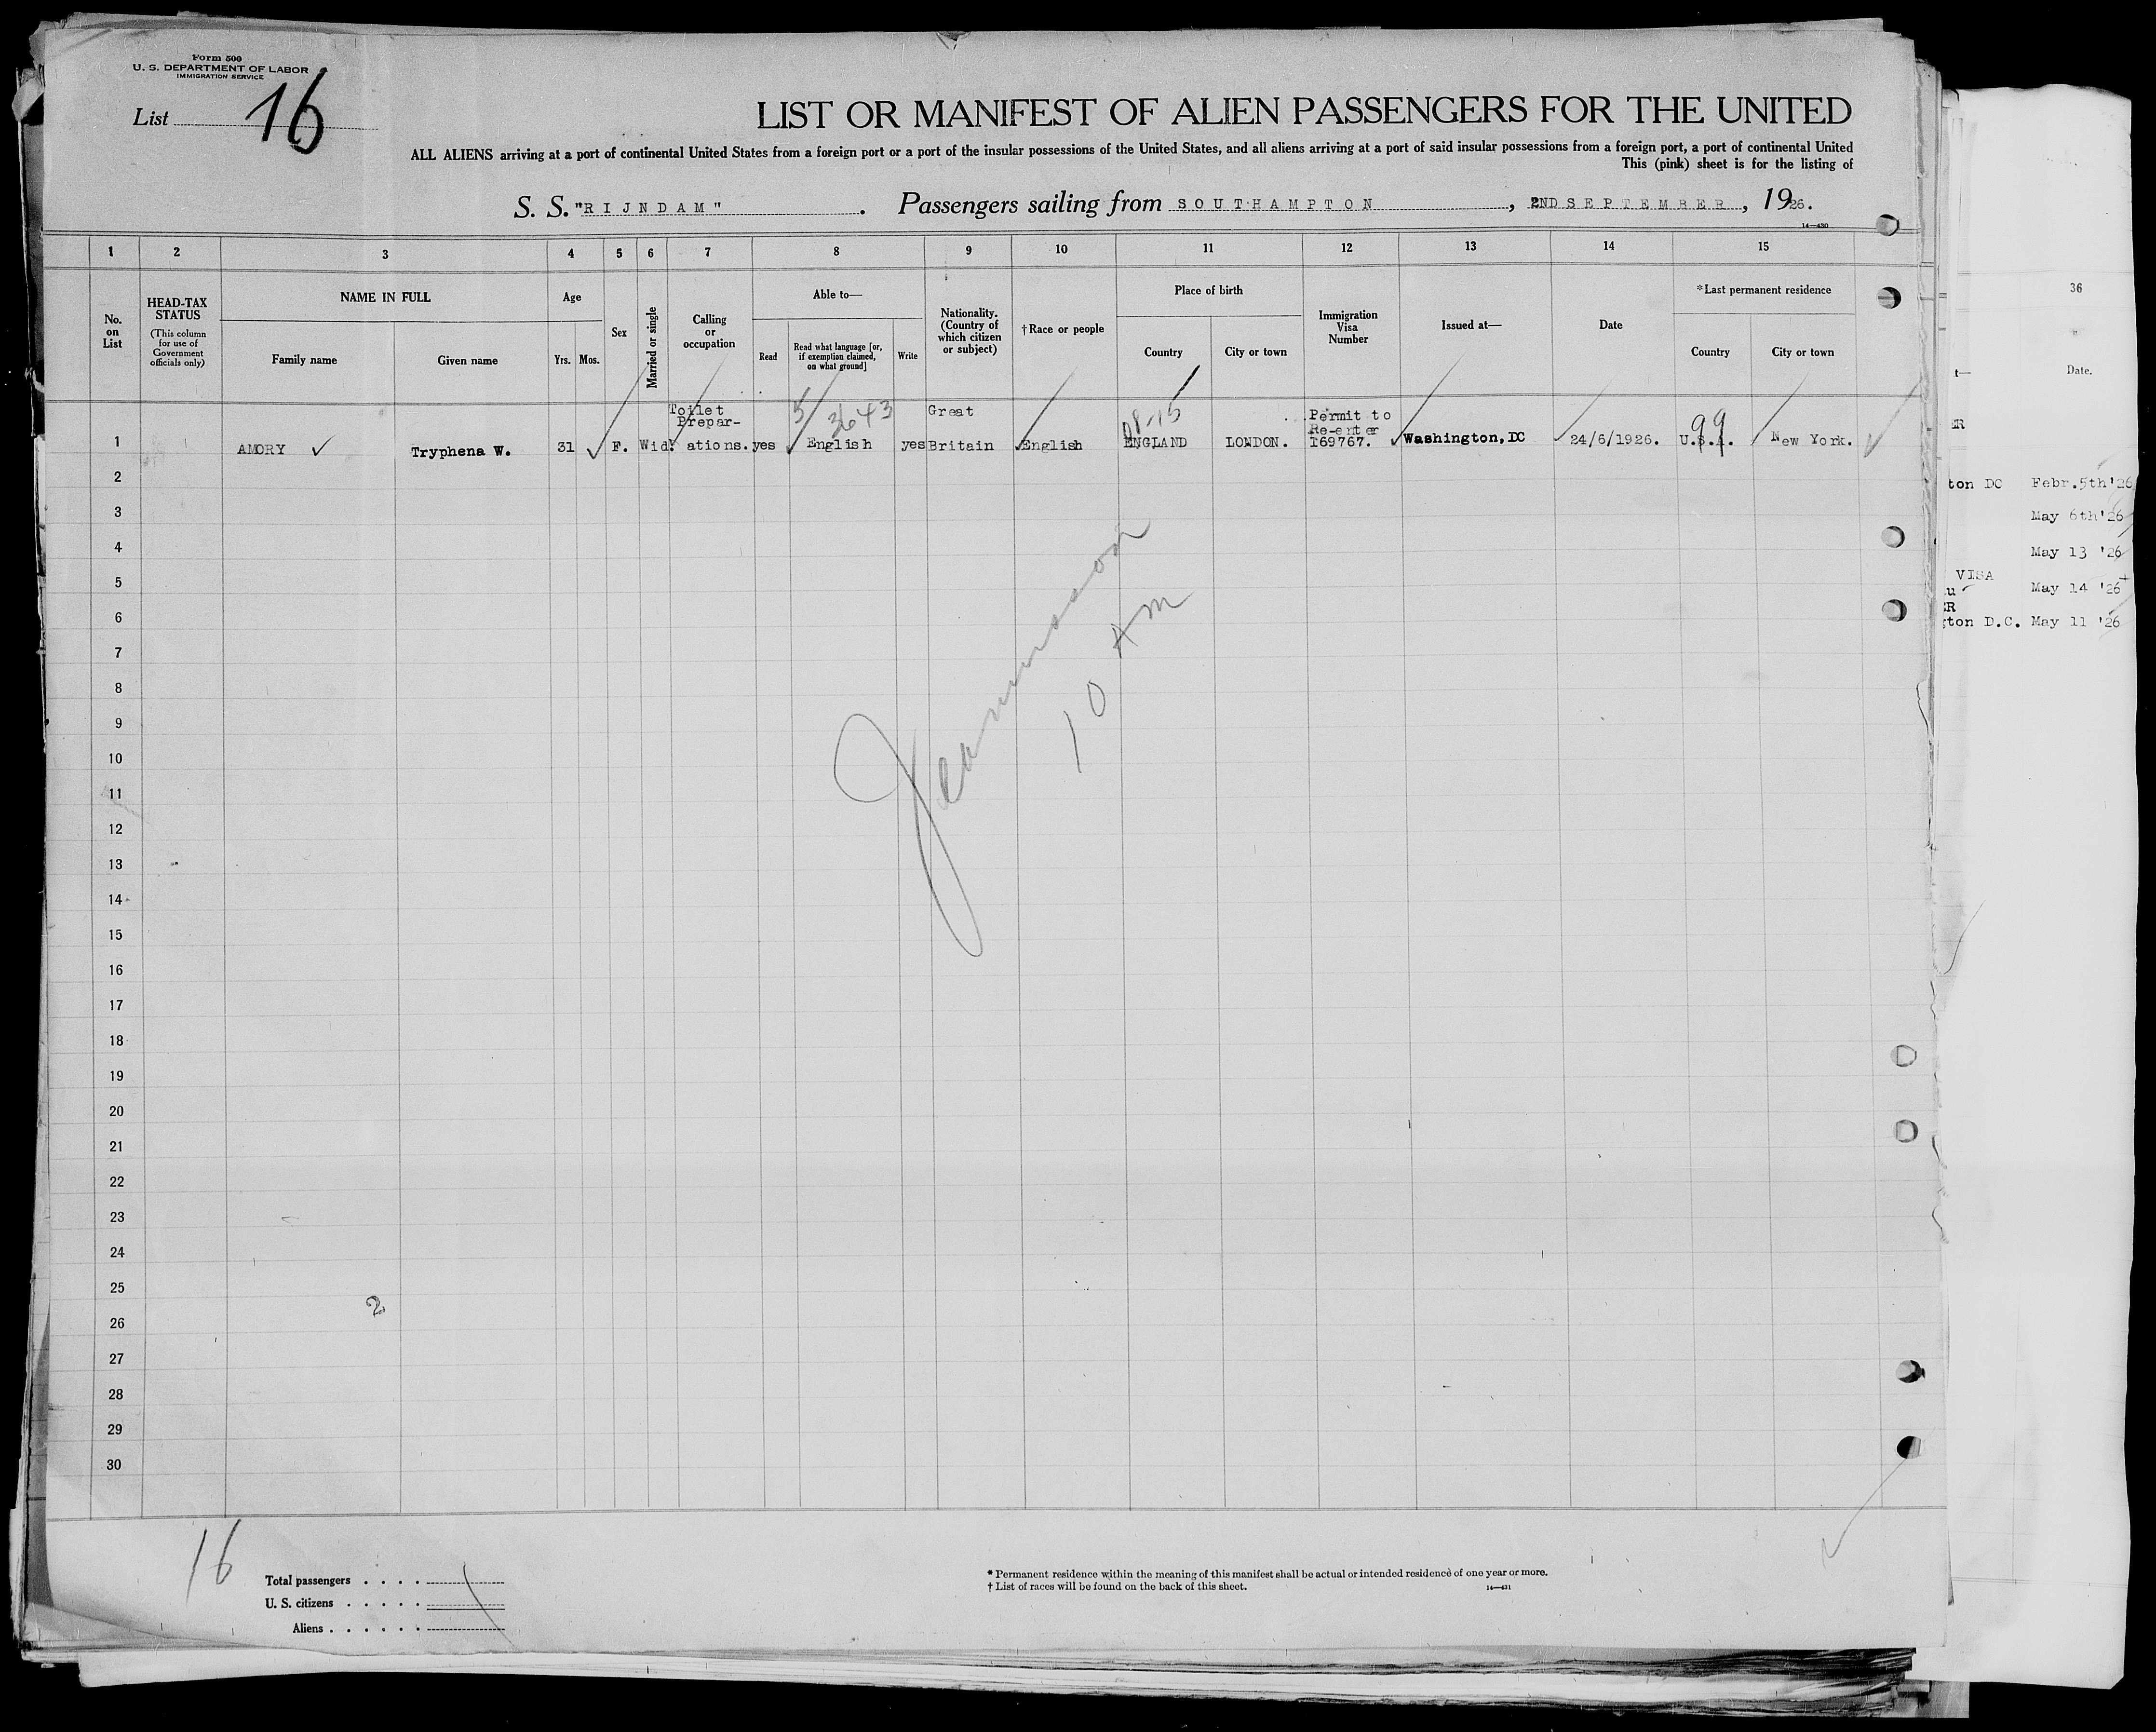 Form 500
U. S. DEPARTMENT OF LABOR
IMMIGRATION SERVICE
List 16
LIST OR MANIFEST OF ALIEN PASSENGERS FOR THE UNITED
ALL ALIENS arriving at a port of continental United States from a foreign port or a port of the insular possessions of the United States, and all aliens arriving at a port of said insular possessions from a foreign port, a port of continental United
This (pink) sheet is for the listing of
S. S. "RIJNDAM". Passengers sailing from SOUTHAMPTON, 2ND SEPTEMBER, 1926.
14—430
1 2 3 4 5 6 7 8 9 10 11 12 13 14 15
No. on List
HEAD-TAX STATUS
(This column for use of Government officials only)
NAME IN FULL
Family name
Given name
Age
Yrs. Mos.
Sex
Married or single
Calling or occupation
Able to—
Read
Read what language [or, if exemption claimed, on what ground]
Write
Nationality. (Country of which citizen or subject)
†Race or people
Place of birth
Country
City or town
Immigration Visa Number
Issued at—
Date
*Last permanent residence
Country
City or town
36
Date.
5/3643
08-15
99
1 AMORY Tryphena W. 31 F. Wid. Toilet Prepar-ations. yes English yes Great Britain English ENGLAND LONDON. Permit to Re-enter 169767. Washington, DC 24/6/1926. U.S.A. New York.
2
3
4
5
6
7
8
9
10
11
12
13
14
15
16
17
18
19
20
21
22
23
24
25
26
27
28
29
30
10 AM
2
ton DC Febr.5th'26
May 6th'26
May 13 '26
VISA
May 14 '26
ER
gton D.C. May 11 '26
16
Total passengers . . . .
U. S. citizens . . . . .
Aliens . . . . . .
* Permanent residence within the meaning of this manifest shall be actual or intended residence of one year or more.
† List of races will be found on the back of this sheet.
14—431